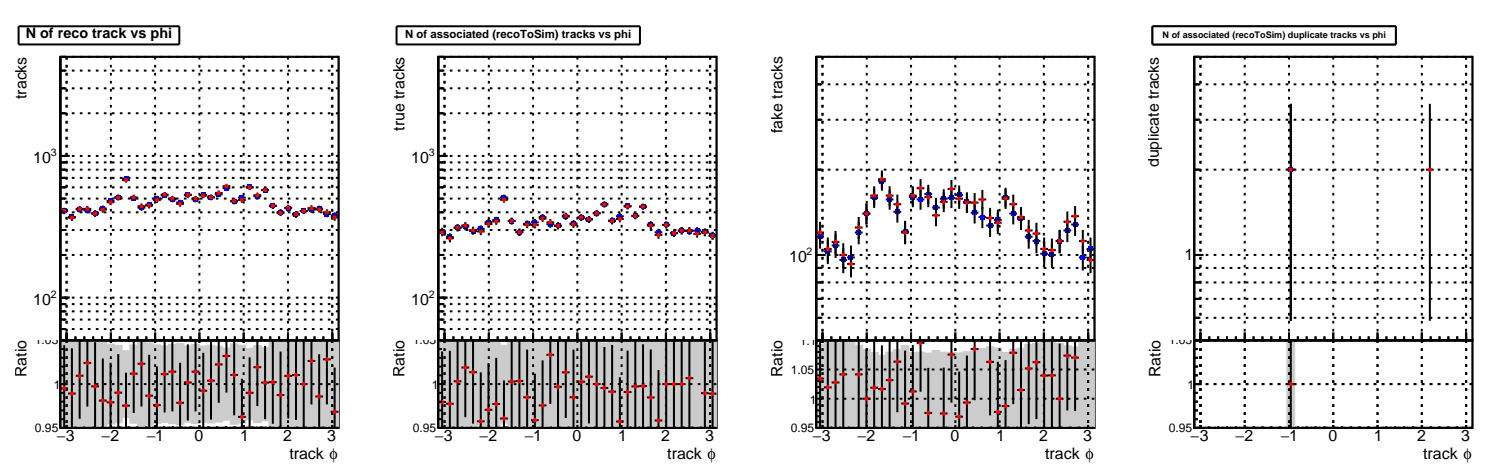 N of reco track vs phi
tracks
10³
10²
Ratio
1
0.95
−3 −2 −1 0 1 2 3
track ϕ
N of associated (recoToSim) tracks vs phi
true tracks
10³
10²
Ratio
1
0.95
−3 −2 −1 0 1 2 3
track ϕ
fake tracks
10²
Ratio
1.1
1.05
1
0.95
−3 −2 −1 0 1 2 3
track ϕ
N of associated (recoToSim) duplicate tracks vs phi
duplicate tracks
1
Ratio
1
0.95
−3 −2 −1 0 1 2 3
track ϕ